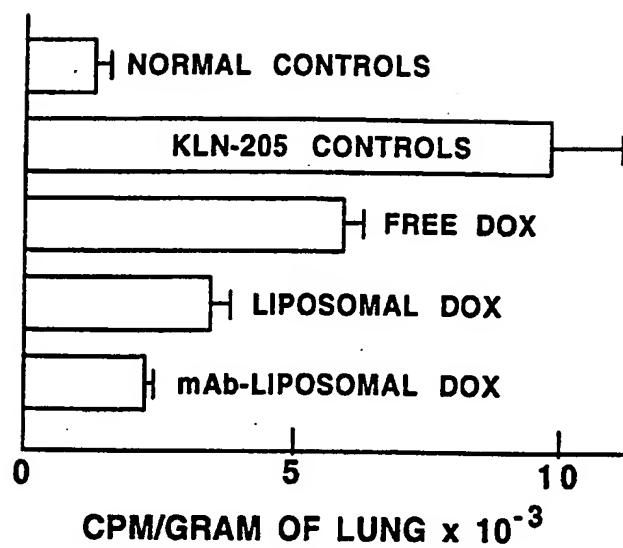 NORMAL CONTROLS
KLN-205 CONTROLS
FREE DOX
LIPOSOMAL DOX
mAb-LIPOSOMAL DOX
0 5 10
CPM/GRAM OF LUNG x 10⁻³